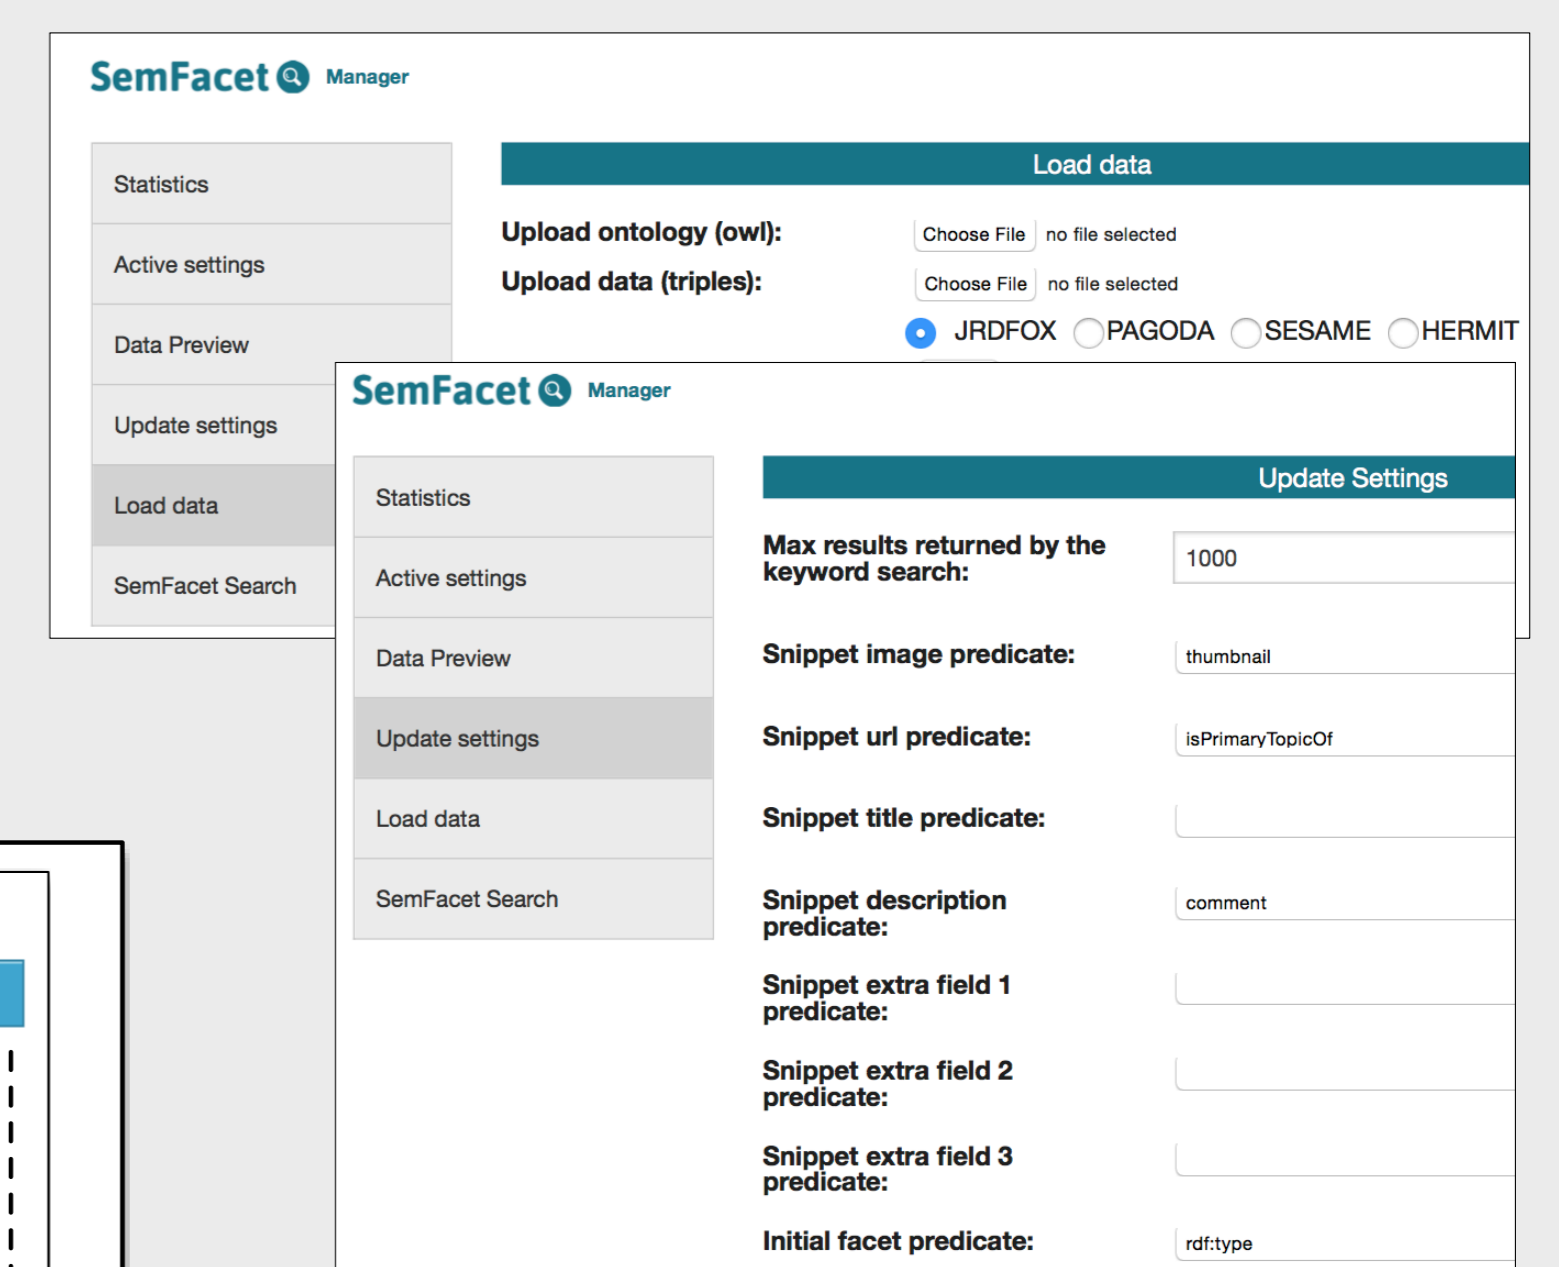 SemFacet Manager
Statistics
Active settings
Data Preview
Update settings
Load data
SemFacet Search
Load data
Upload ontology (owl): Choose File no file selected
Upload data (triples): Choose File no file selected
JRDFOX PAGODA SESAME HERMIT
SemFacet Manager
Statistics
Active settings
Data Preview
Update settings
Load data
SemFacet Search
Update Settings
Max results returned by the
keyword search: 1000
Snippet image predicate: thumbnail
Snippet url predicate: isPrimaryTopicOf
Snippet title predicate:
Snippet description
predicate: comment
Snippet extra field 1
predicate:
Snippet extra field 2
predicate:
Snippet extra field 3
predicate:
Initial facet predicate: rdf:type